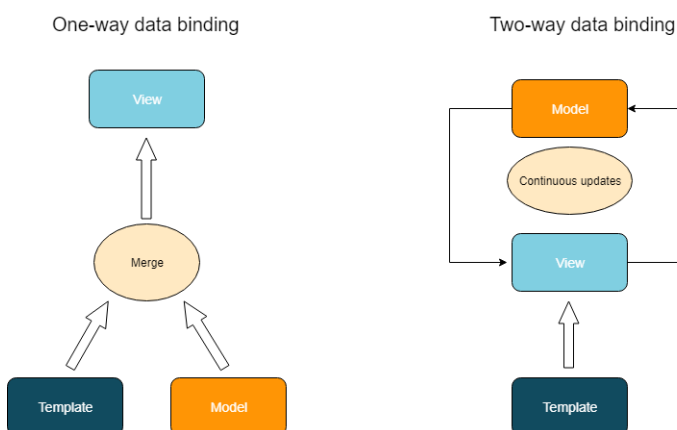 One-way data binding
View
Merge
Template
Model
Two-way data binding
Model
Continuous updates
View
Template